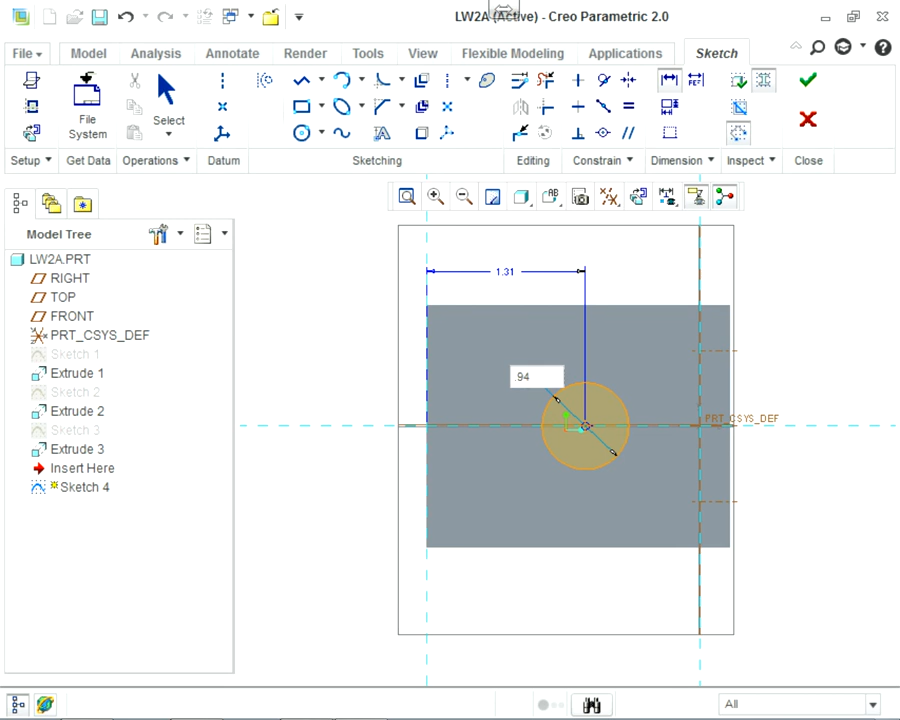 LW2A (Active) - Creo Parametric 2.0
File
Model
Analysis
Annotate
Render
Tools
View
Flexible Modeling
Applications
Sketch
File System
Select
Setup
Get Data
Operations
Datum
Sketching
Editing
Constrain
Dimension
Inspect
Close
Model Tree
LW2A.PRT
RIGHT
TOP
FRONT
PRT_CSYS_DEF
Sketch 1
Extrude 1
Sketch 2
Extrude 2
Sketch 3
Extrude 3
Insert Here
Sketch 4
1.31
.94
PRT_CSYS_DEF
All